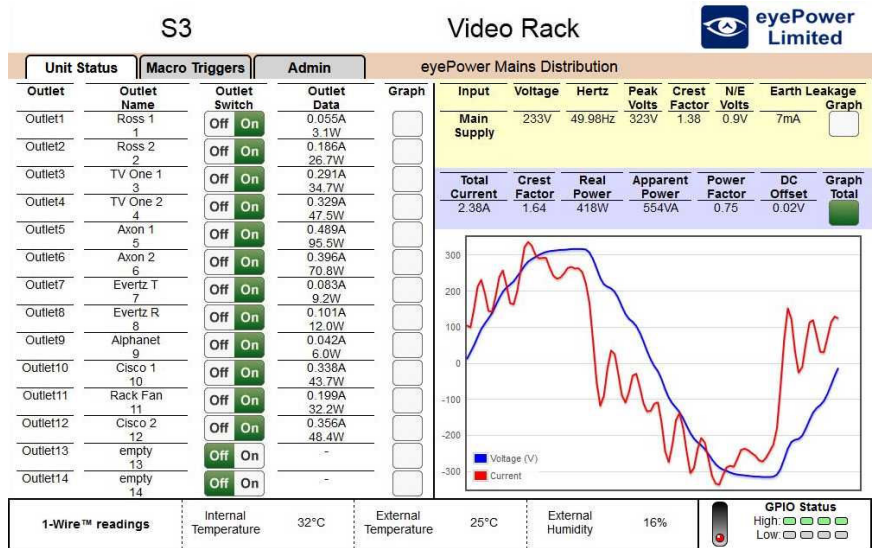 S3
Video Rack
eyePower
Limited
Unit Status
Macro Triggers
Admin
eyePower Mains Distribution
Outlet Outlet Name Outlet Switch Outlet Data Graph
Outlet1 Ross 1 1 Off On 0.055A 3.1W
Outlet2 Ross 2 2 Off On 0.186A 26.7W
Outlet3 TV One 1 3 Off On 0.291A 34.7W
Outlet4 TV One 2 4 Off On 0.329A 47.5W
Outlet5 Axon 1 5 Off On 0.489A 95.5W
Outlet6 Axon 2 6 Off On 0.396A 70.8W
Outlet7 Evertz T 7 Off On 0.083A 9.2W
Outlet8 Evertz R 8 Off On 0.101A 12.0W
Outlet9 Alphanet 9 Off On 0.042A 6.0W
Outlet10 Cisco 1 10 Off On 0.338A 43.7W
Outlet11 Rack Fan 11 Off On 0.199A 32.2W
Outlet12 Cisco 2 12 Off On 0.356A 48.4W
Outlet13 empty 13 Off On -
Outlet14 empty 14 Off On -
Input Voltage Hertz Peak Volts Crest Factor N/E Volts Earth Leakage Graph
Main Supply 233V 49.98Hz 323V 1.38 0.9V 7mA
Total Current Crest Factor Real Power Apparent Power Power Factor DC Offset Graph Total
2.38A 1.64 418W 554VA 0.75 0.02V
300
200
100
0
-100
-200
-300
Voltage (V)
Current
1-Wire™ readings
Internal Temperature 32°C
External Temperature 25°C
External Humidity 16%
GPIO Status
High:
Low: